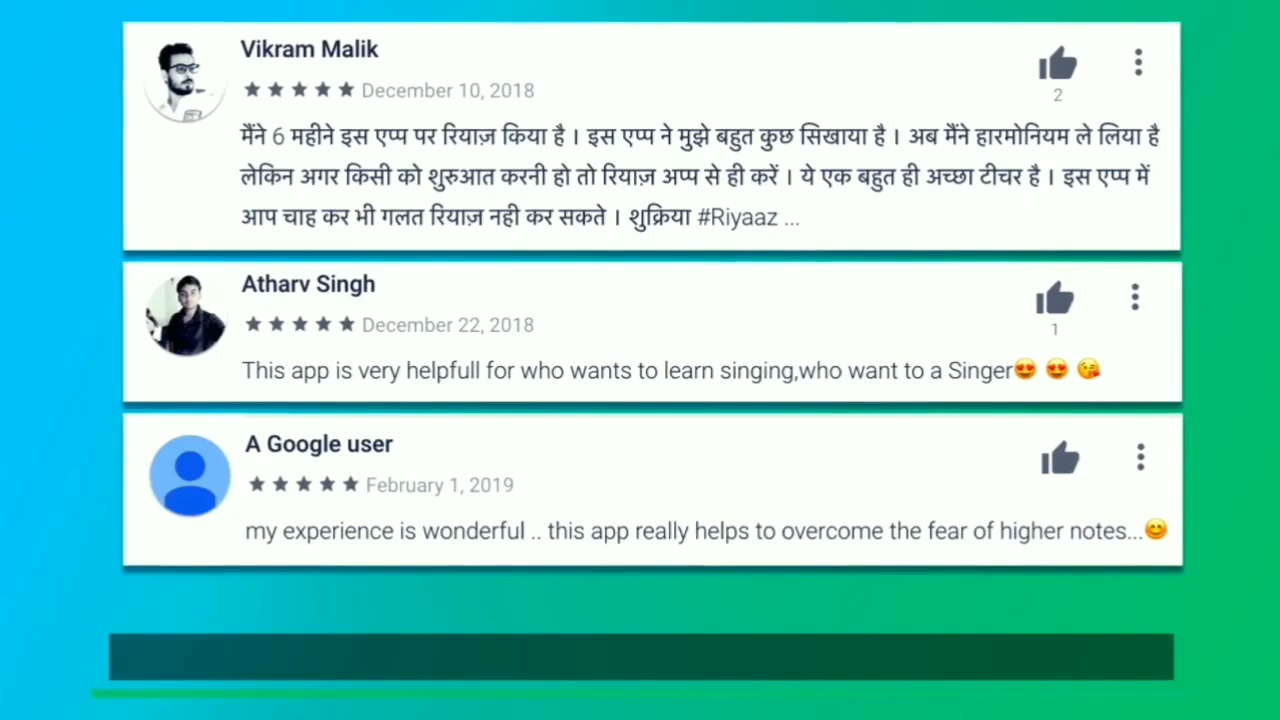 Vikram Malik
December 10, 2018
2
मैंने 6 महीने इस एप्प पर रियाज़ किया है । इस एप्प ने मुझे बहुत कुछ सिखाया है । अब मैंने हारमोनियम ले लिया है
लेकिन अगर किसी को शुरुआत करनी हो तो रियाज़ अप्प से ही करें । ये एक बहुत ही अच्छा टीचर है । इस एप्प में
आप चाह कर भी गलत रियाज़ नही कर सकते । शुक्रिया #Riyaaz ...
Atharv Singh
December 22, 2018
1
This app is very helpfull for who wants to learn singing,who want to a Singer😍 😍 😘
A Google user
February 1, 2019
my experience is wonderful .. this app really helps to overcome the fear of higher notes...😊